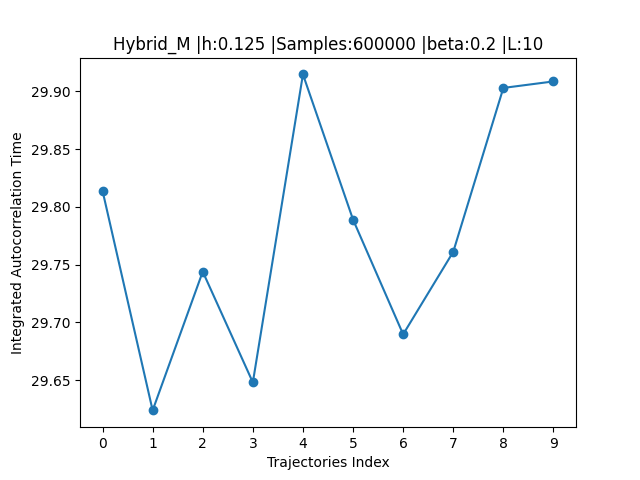 Hybrid_M |h:0.125 |Samples:600000 |beta:0.2 |L:10
Integrated Autocorrelation Time
29.90
29.85
29.80
29.75
29.70
29.65
0 1 2 3 4 5 6 7 8 9
Trajectories Index